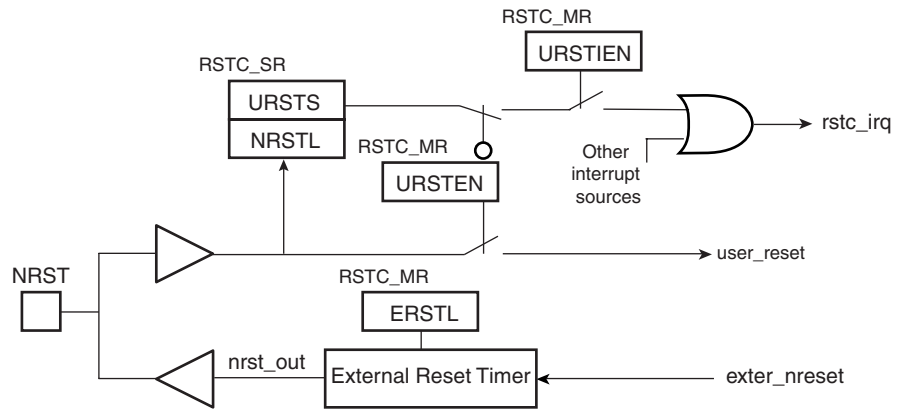 RSTC_MR
URSTIEN
RSTC_SR
URSTS
NRSTL
rstc_irq
RSTC_MR
URSTEN
Other
interrupt
sources
user_reset
NRST
RSTC_MR
ERSTL
nrst_out
External Reset Timer
exter_nreset